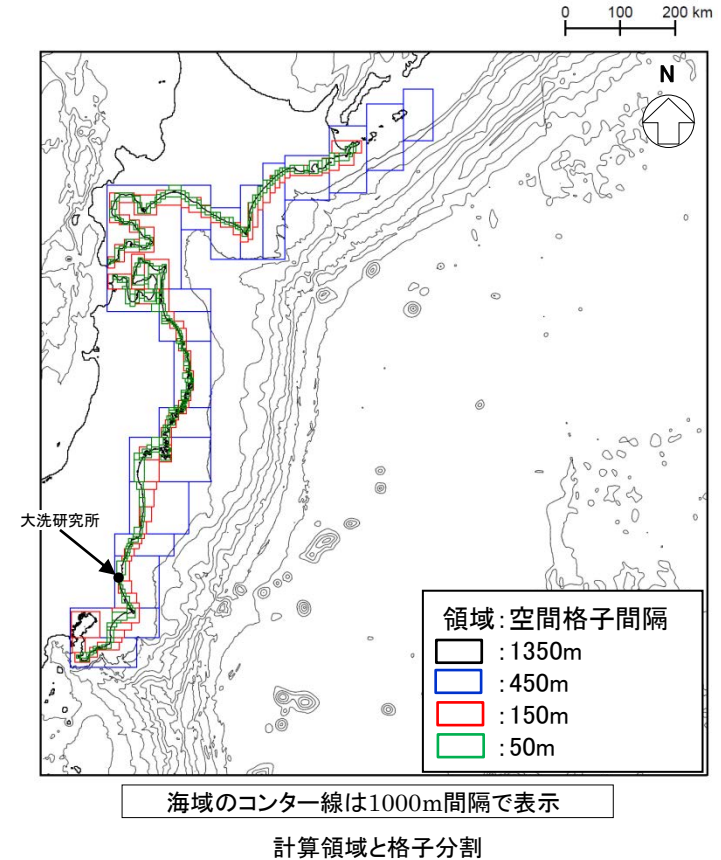 0 100 200 km
N
大洗研究所
領域：空間格子間隔
：1350m
：450m
：150m
：50m
海域のコンター線は1000m間隔で表示
計算領域と格子分割